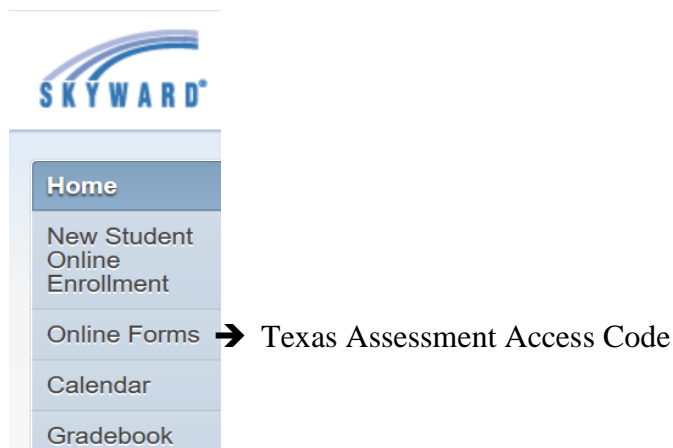 SKYWARD®
Home
New Student
Online
Enrollment
Online Forms ➔ Texas Assessment Access Code
Calendar
Gradebook